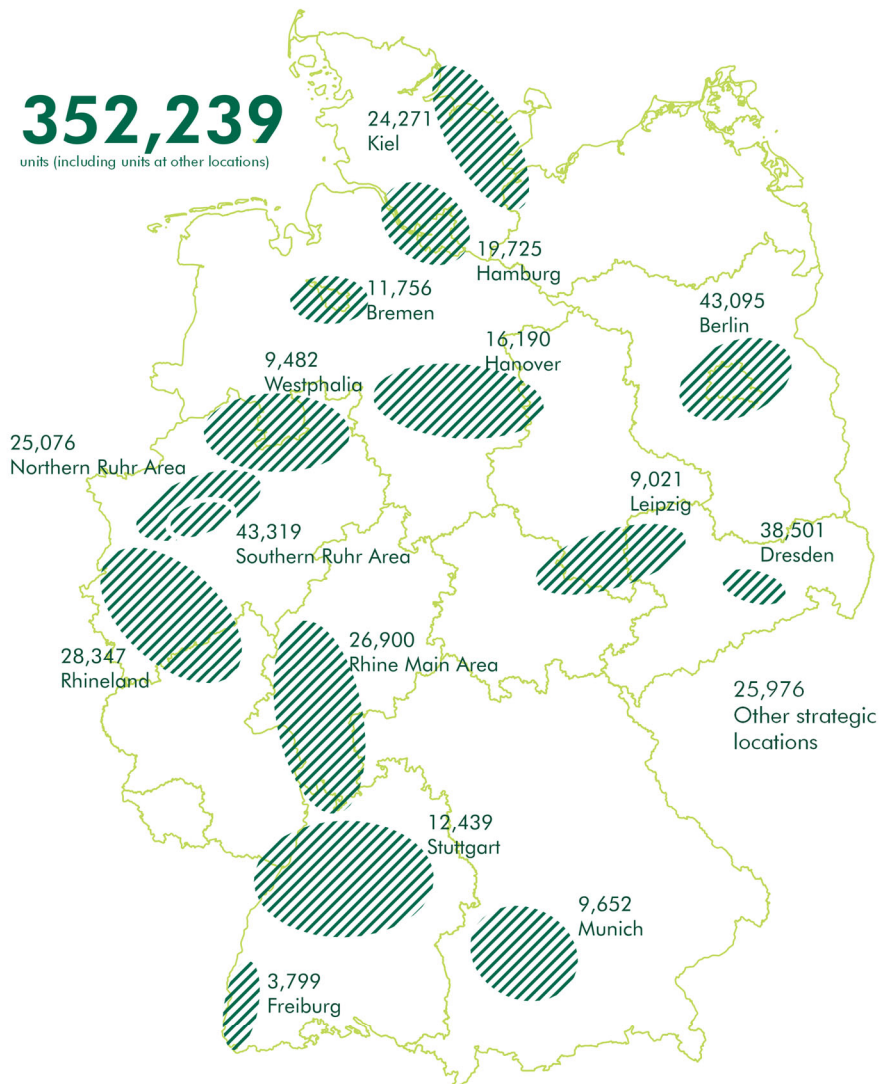 352,239
units (including units at other locations)
24,271
Kiel
19,725
Hamburg
11,756
Bremen
43,095
Berlin
16,190
Hanover
9,482
Westphalia
25,076
Northern Ruhr Area
9,021
Leipzig
43,319
Southern Ruhr Area
38,501
Dresden
28,347
Rhineland
26,900
Rhine Main Area
25,976
Other strategic
locations
12,439
Stuttgart
9,652
Munich
3,799
Freiburg